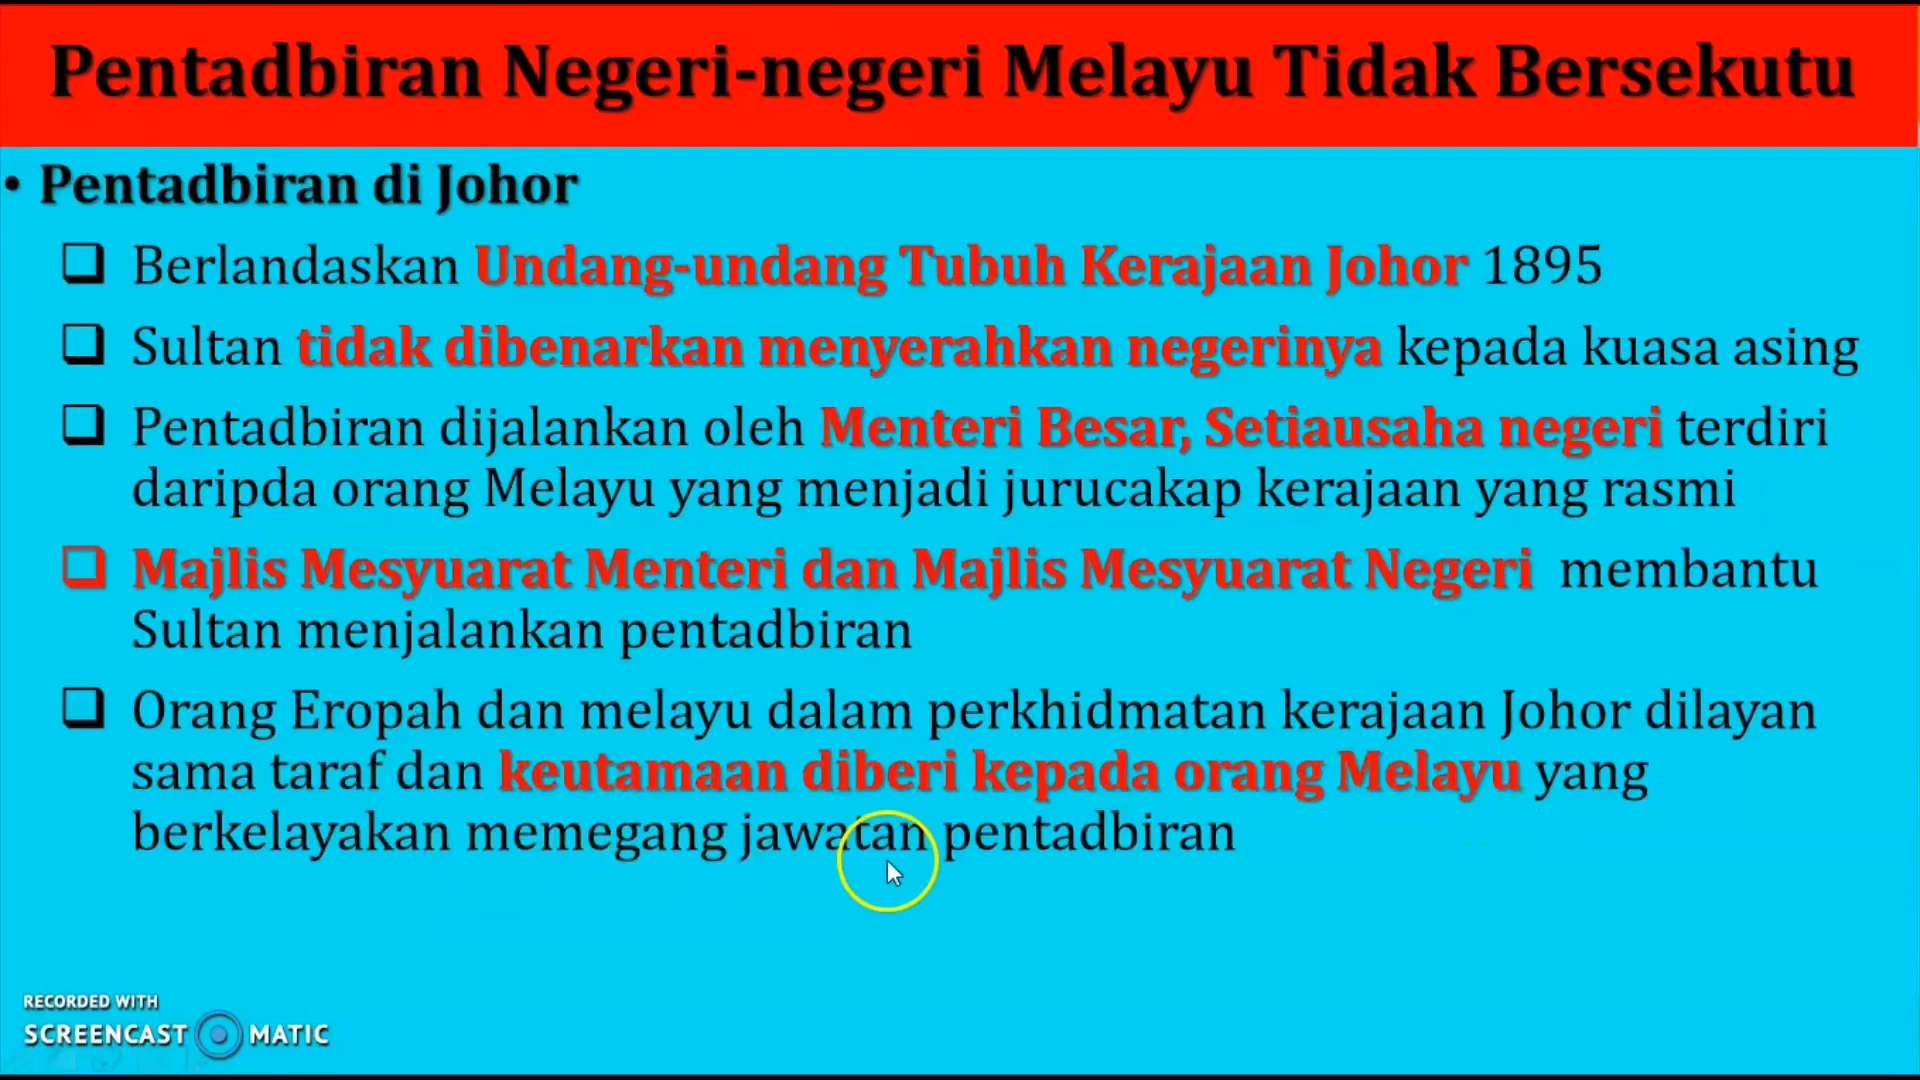 Pentadbiran Negeri-negeri Melayu Tidak Bersekutu
• Pentadbiran di Johor
❑ Berlandaskan Undang-undang Tubuh Kerajaan Johor 1895
❑ Sultan tidak dibenarkan menyerahkan negerinya kepada kuasa asing
❑ Pentadbiran dijalankan oleh Menteri Besar, Setiausaha negeri terdiri
daripda orang Melayu yang menjadi jurucakap kerajaan yang rasmi
❑ Majlis Mesyuarat Menteri dan Majlis Mesyuarat Negeri membantu
Sultan menjalankan pentadbiran
❑ Orang Eropah dan melayu dalam perkhidmatan kerajaan Johor dilayan
sama taraf dan keutamaan diberi kepada orang Melayu yang
berkelayakan memegang jawatan pentadbiran
RECORDED WITH
SCREENCAST MATIC